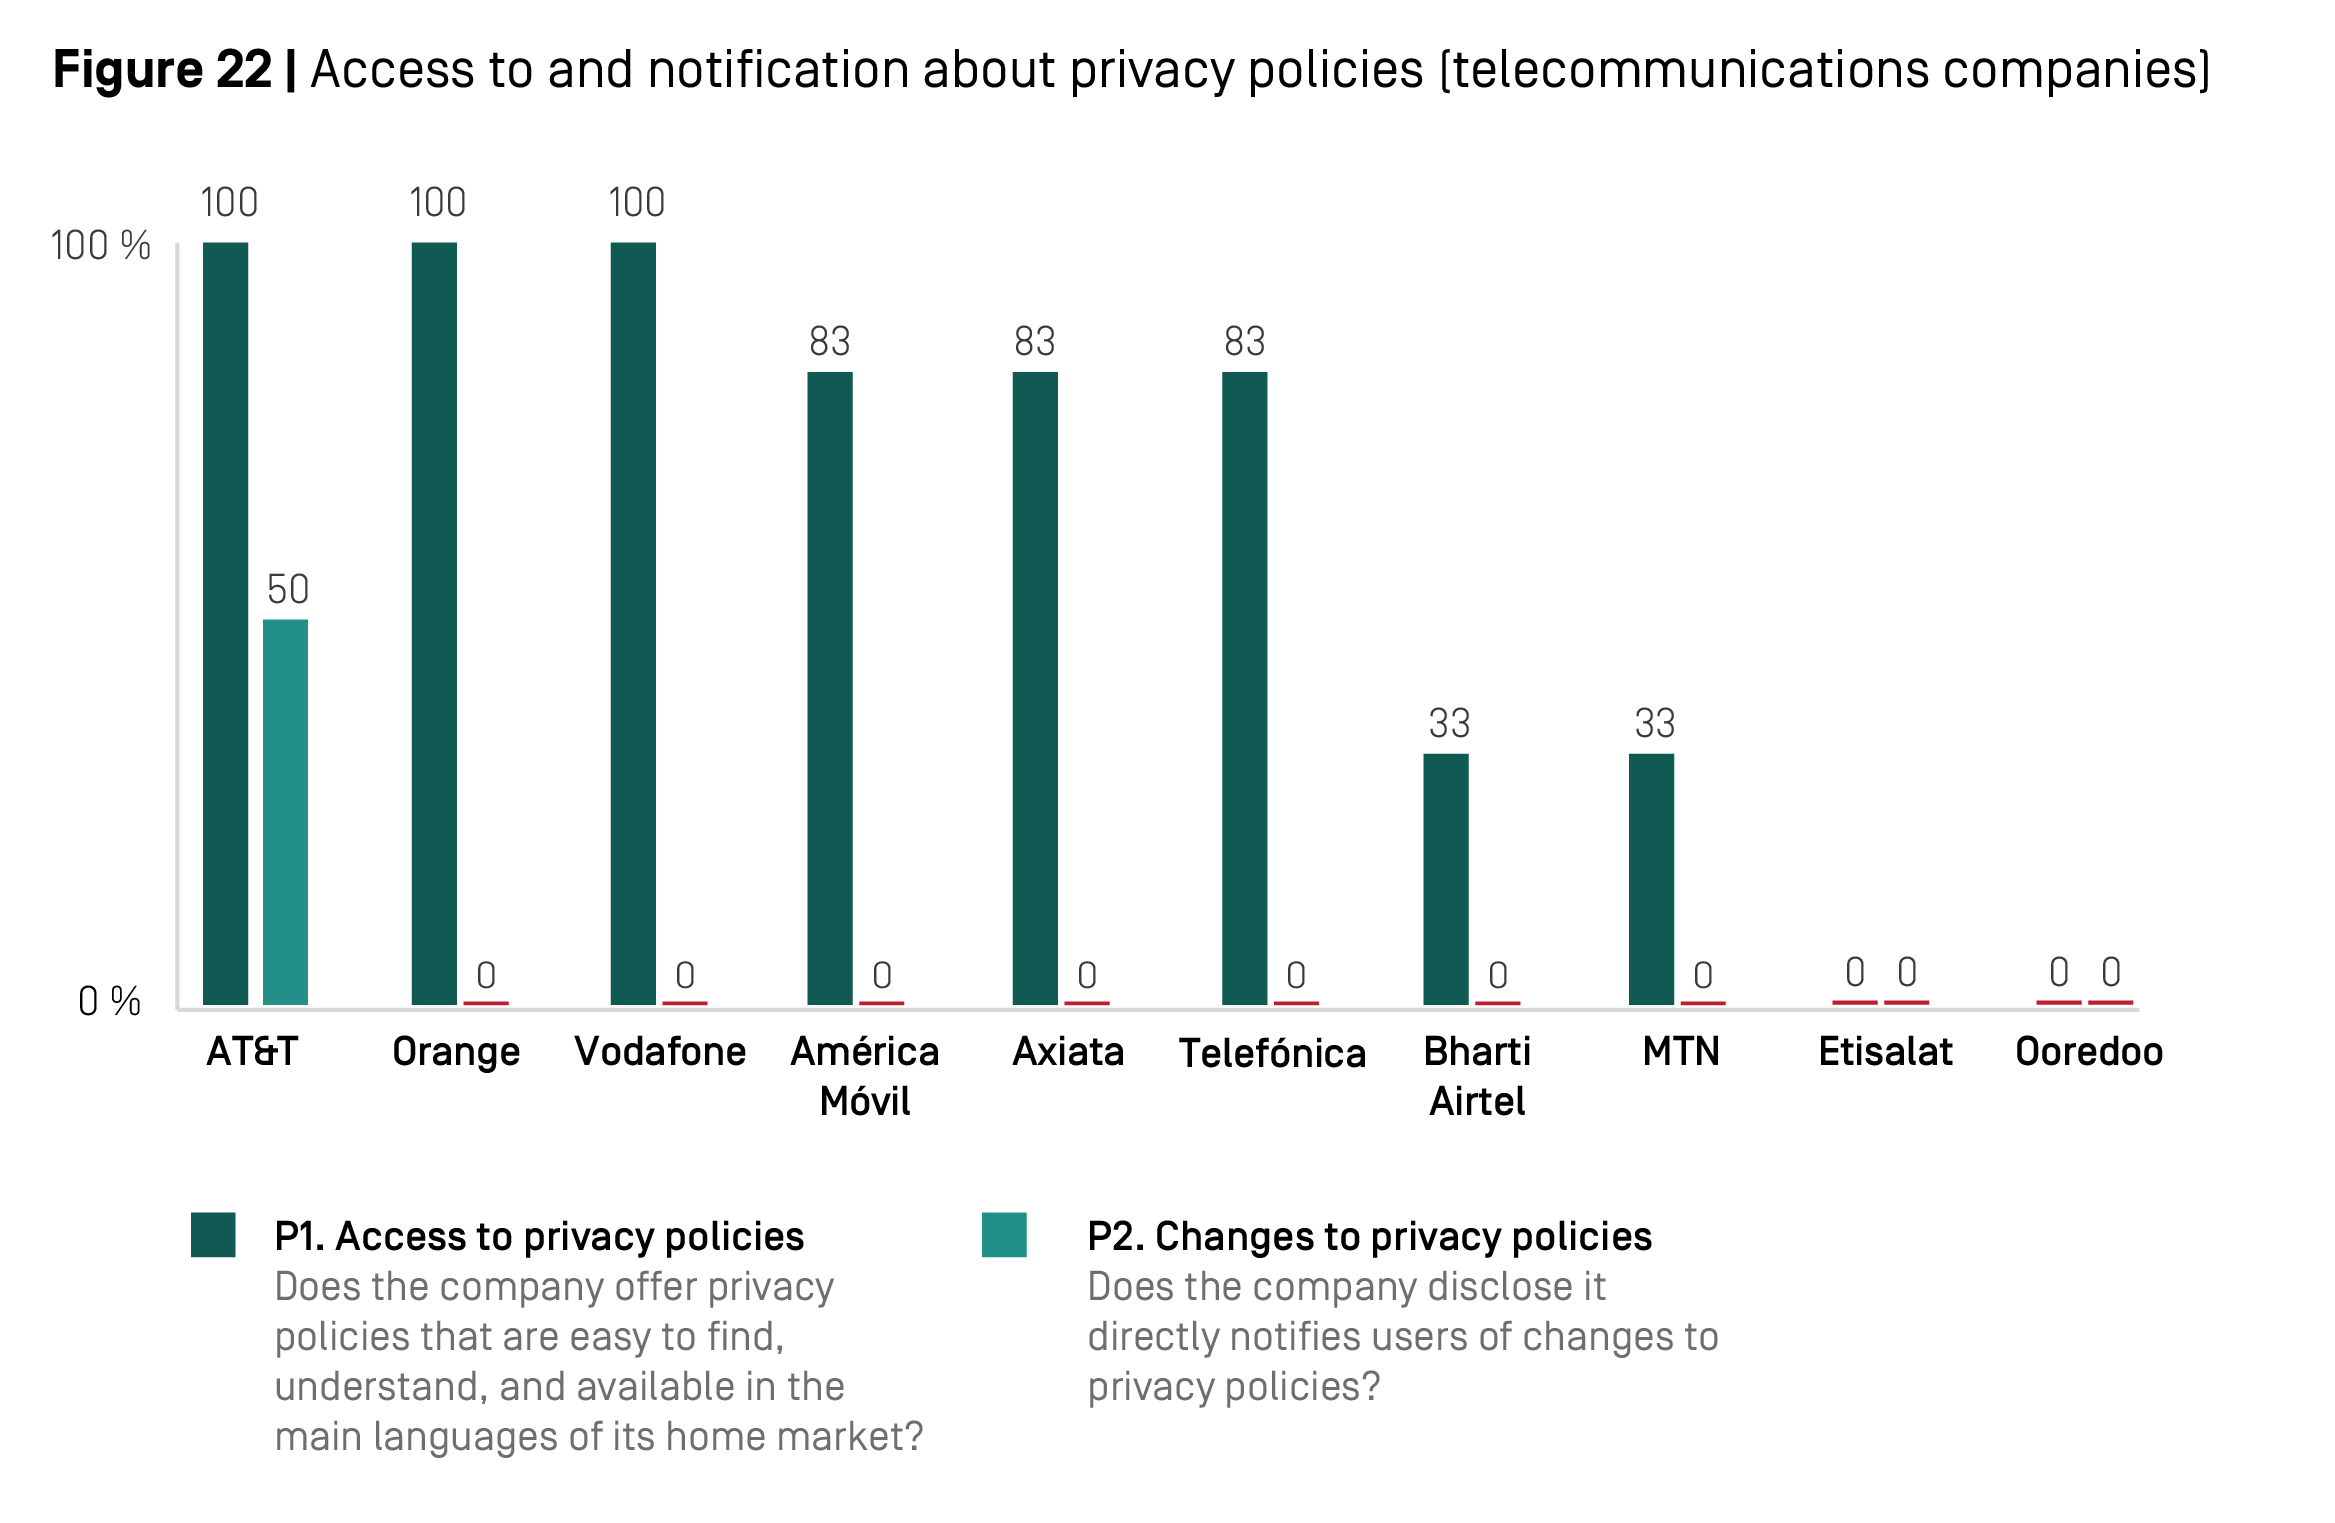 Figure 22 | Access to and notification about privacy policies (telecommunications companies)
100 100 100
100 %
83 83 83
50
33 33
0 0 0 0 0 0 0 0 0 0 0
0 %
AT&T Orange Vodafone América Móvil Axiata Telefónica Bharti Airtel MTN Etisalat Ooredoo
P1. Access to privacy policies
Does the company offer privacy
policies that are easy to find,
understand, and available in the
main languages of its home market?
P2. Changes to privacy policies
Does the company disclose it
directly notifies users of changes to
privacy policies?